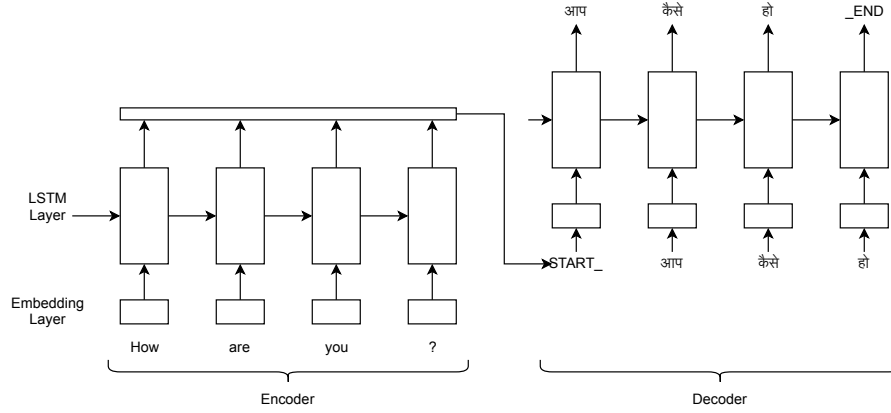 आप कैसे हो _END
LSTM
Layer
START_ आप कैसे हो
Embedding
Layer
How are you ?
Encoder Decoder